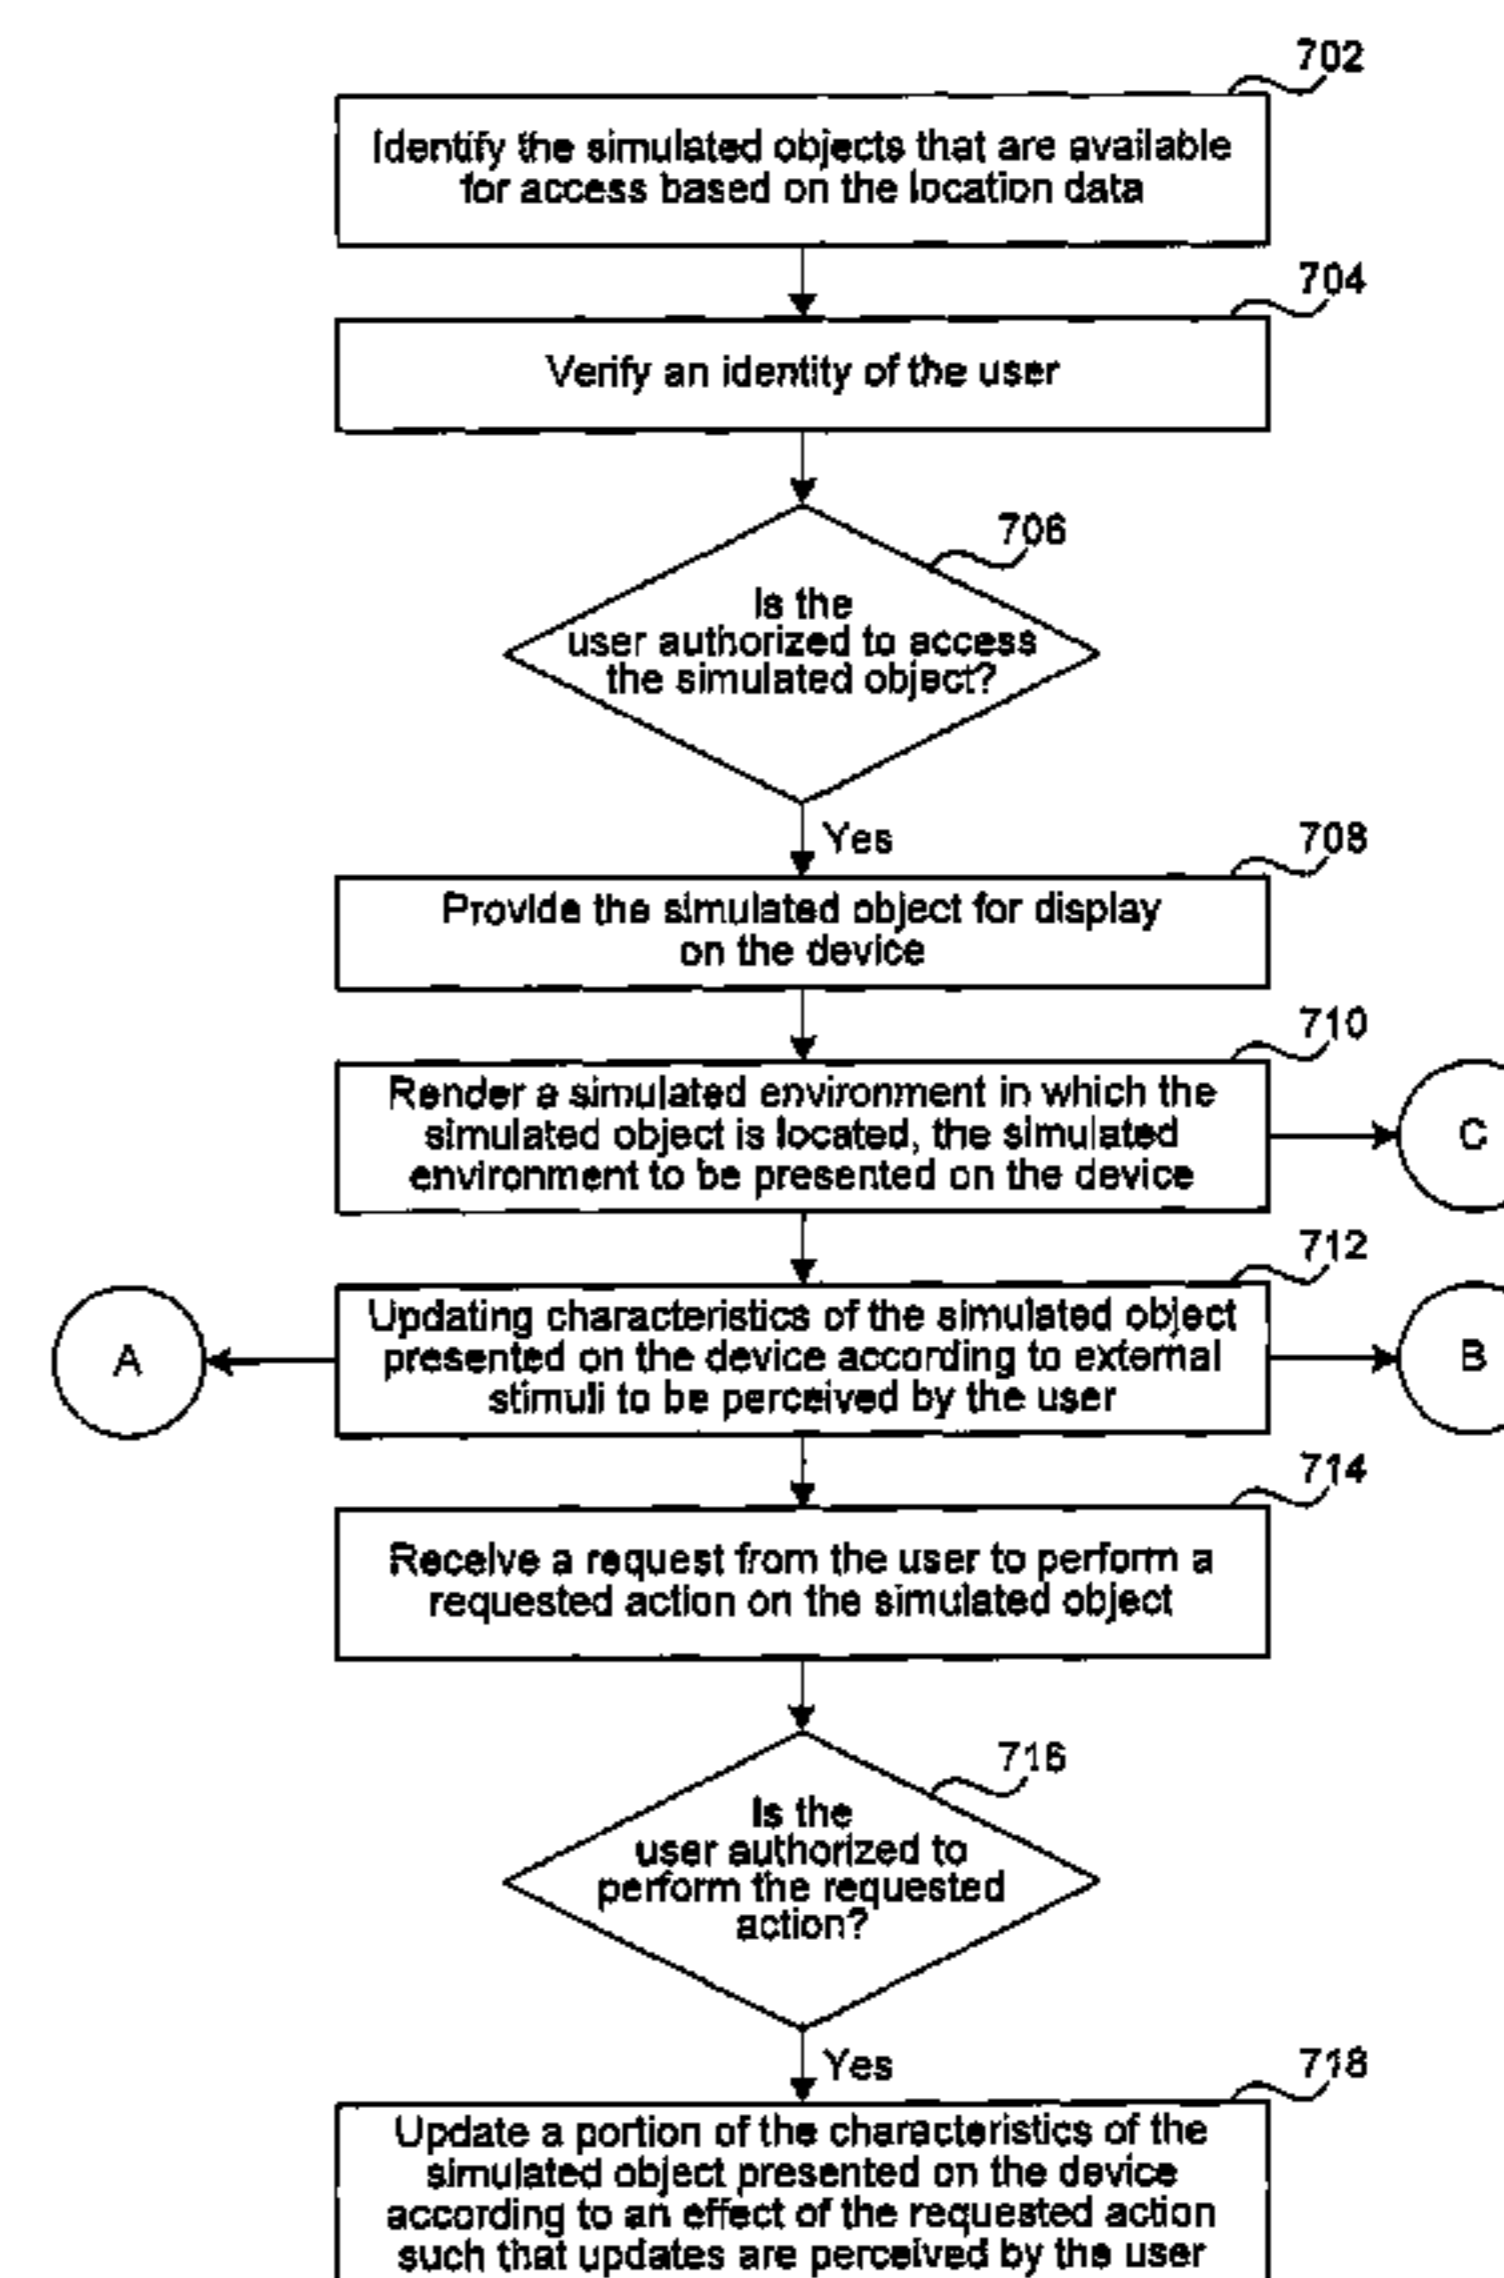 702
Identify the simulated objects that are available
for access based on the location data
704
Verify an identity of the user
706
Is the
user authorized to access
the simulated object?
Yes
708
Provide the simulated object for display
on the device
710
Render a simulated environment in which the
simulated object is located, the simulated
environment to be presented on the device
C
712
Updating characteristics of the simulated object
presented on the device according to external
stimuli to be perceived by the user
A
B
714
Receive a request from the user to perform a
requested action on the simulated object
716
Is the
user authorized to
perform the requested
action?
Yes
718
Update a portion of the characteristics of the
simulated object presented on the device
according to an effect of the requested action
such that updates are perceived by the user